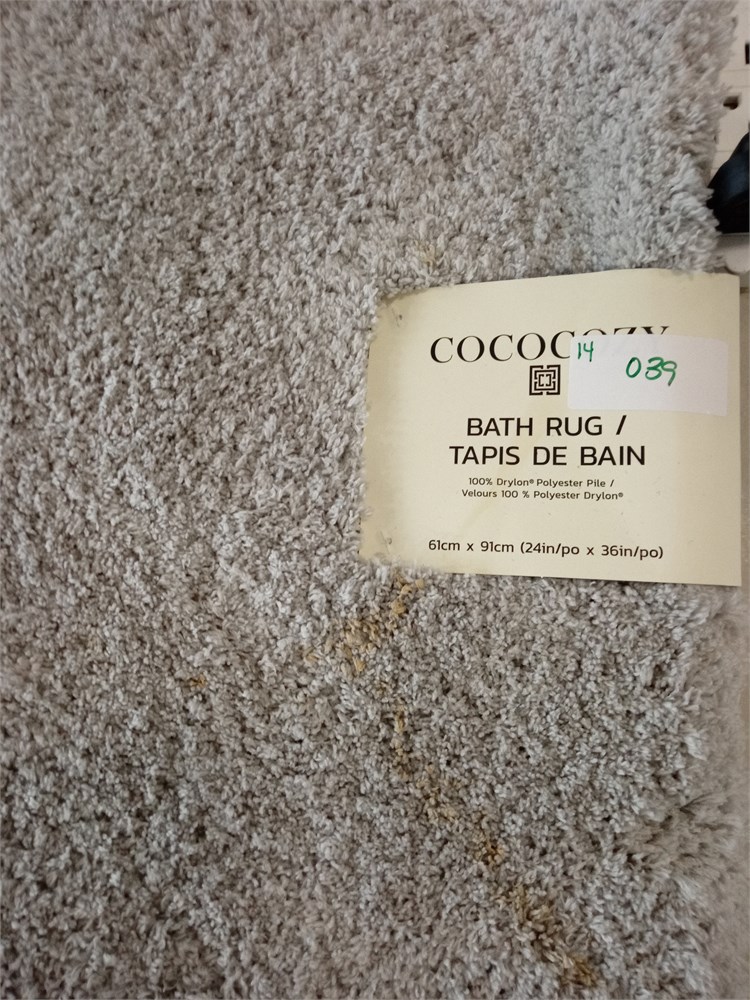 COCOCOZY
14
039
BATH RUG /
TAPIS DE BAIN
100% Drylon® Polyester Pile /
Velours 100 % Polyester Drylon®
61cm x 91cm (24in/po x 36in/po)